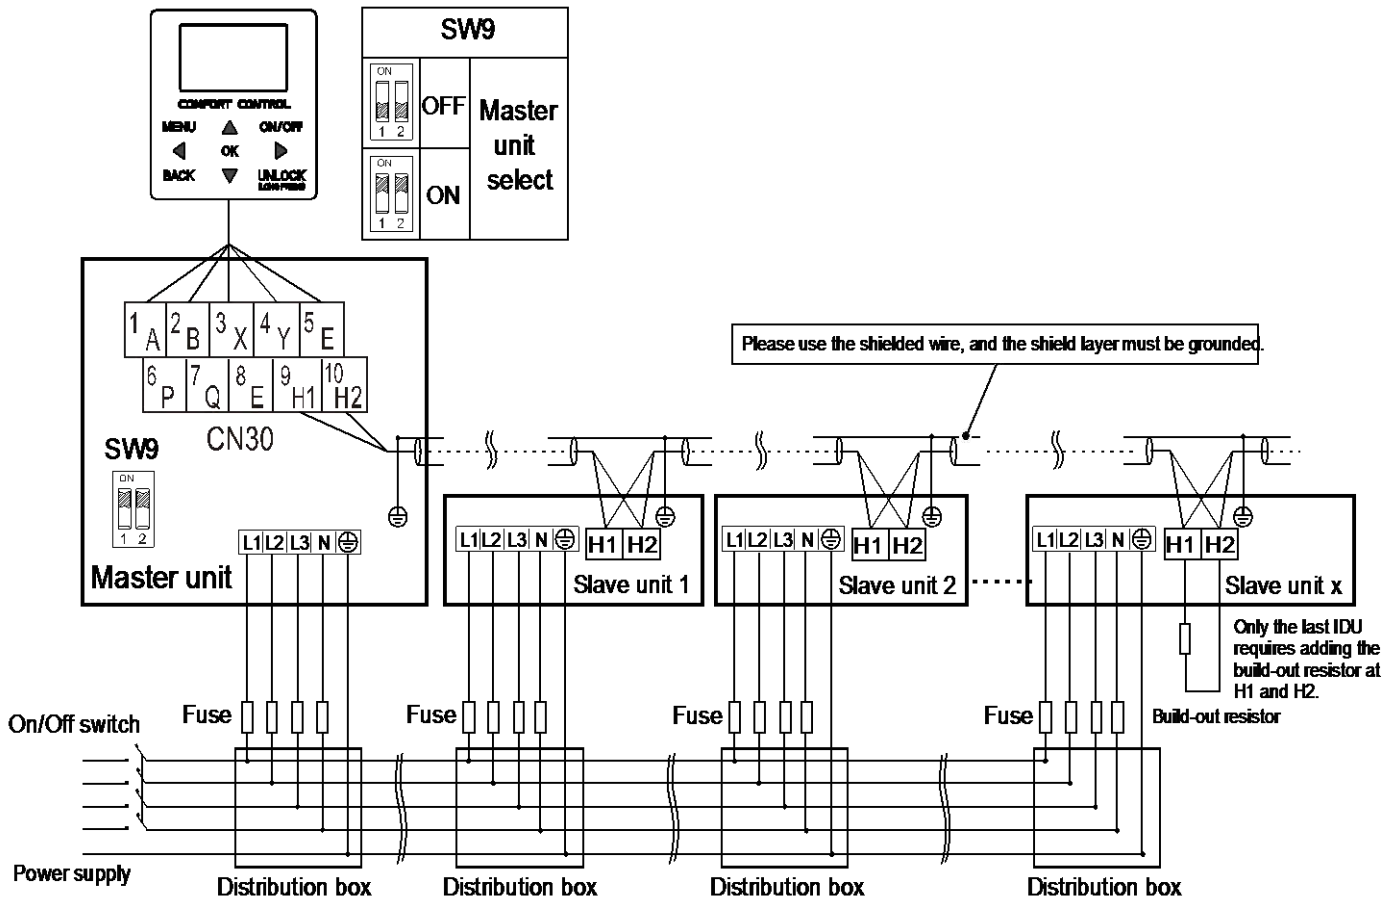 COMFORT CONTROL
MENU ON/OFF
OK
BACK UNLOCK
(LONG PRESS)
SW9
ON
1 2
OFF
ON
1 2
ON
Master
unit
select
1 A 2 B 3 X 4 Y 5 E
6 P 7 Q 8 E 9 H1 10 H2
CN30
SW9
ON
1 2
L1 L2 L3 N
Master unit
Please use the shielded wire, and the shield layer must be grounded.
L1 L2 L3 N
H1 H2
Slave unit 1
L1 L2 L3 N
H1 H2
Slave unit 2
L1 L2 L3 N
H1 H2
Slave unit x
Only the last IDU
requires adding the
build-out resistor at
H1 and H2.
Build-out resistor
On/Off switch
Fuse
Fuse
Fuse
Fuse
Power supply
Distribution box
Distribution box
Distribution box
Distribution box